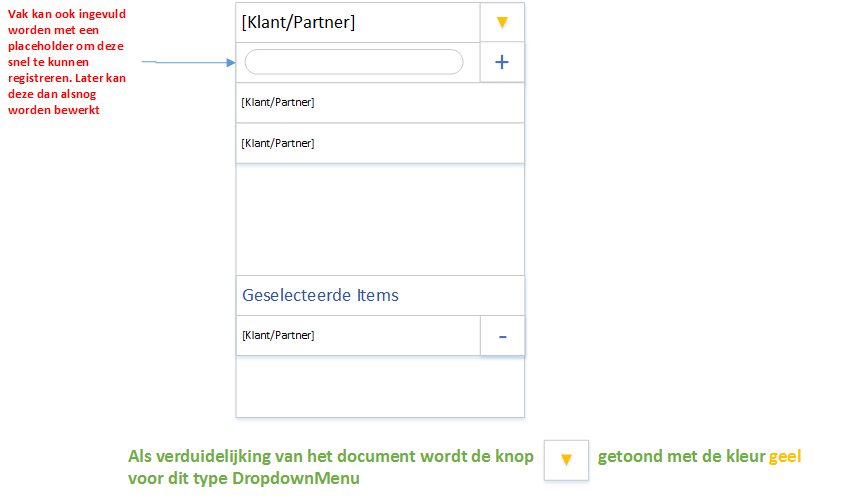 Vak kan ook ingevuld
worden met een
placeholder om deze
snel te kunnen
registreren. Later kan
deze dan alsnog
worden bewerkt
[Klant/Partner] ▼
+
[Klant/Partner]
[Klant/Partner]
Geselecteerde Items
[Klant/Partner] -
Als verduidelijking van het document wordt de knop ▼ getoond met de kleur geel
voor dit type DropdownMenu